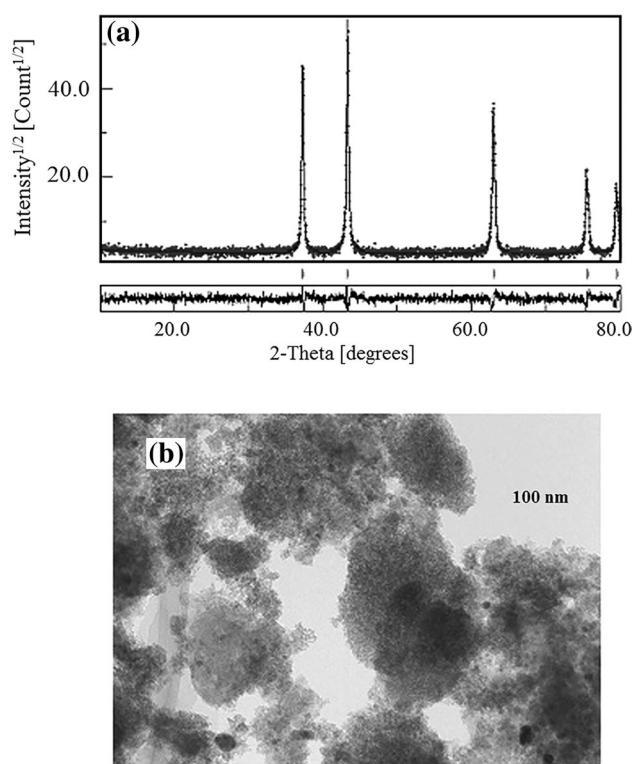 (a)
Intensity1/2 [Count1/2]
40.0
20.0
20.0 40.0 60.0 80.0
2-Theta [degrees]
(b)
100 nm